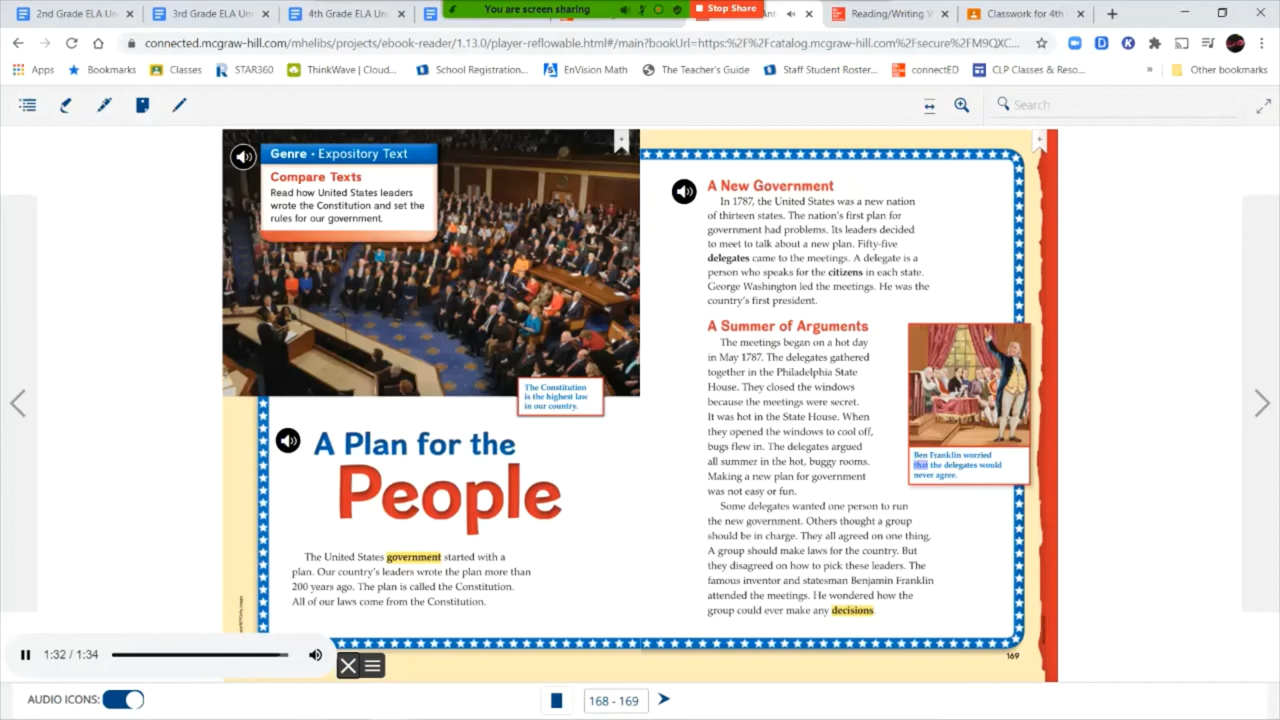 2nd Grade ELA Un
3rd Grade ELA Un
4th Grade ELA Un
You are screen sharing
Stop Share
Reading/Writing
Classwork for 4th
connected.mcgraw-hill.com/mhelibs/projects/ebook-reader/1.13.0/player-reflowable.html#/main?bookUrl=https:%2F%2Fcatalog.mcgraw-hill.com%2Fsecure%2FM9QXC...
Apps
Bookmarks
Classes
STAR360
ThinkWave | Cloud...
School Registration...
EnVision Math
The Teacher's Guide
Staff Student Roster...
connectED
CLP Classes & Reso...
Other bookmarks
Search
Genre • Expository Text
Compare Texts
Read how United States leaders
wrote the Constitution and set the
rules for our government.
The Constitution
is the highest law
in our country.
A Plan for the
People
The United States government started with a
plan. Our country's leaders wrote the plan more than
200 years ago. The plan is called the Constitution.
All of our laws come from the Constitution.
A New Government
In 1787, the United States was a new nation
of thirteen states. The nation's first plan for
government had problems. Its leaders decided
to meet to talk about a new plan. Fifty-five
delegates came to the meetings. A delegate is a
person who speaks for the citizens in each state.
George Washington led the meetings. He was the
country's first president.
A Summer of Arguments
The meetings began on a hot day
in May 1787. The delegates gathered
together in the Philadelphia State
House. They closed the windows
because the meetings were secret.
It was hot in the State House. When
they opened the windows to cool off,
bugs flew in. The delegates argued
all summer in the hot, buggy rooms.
Making a new plan for government
was not easy or fun.
Some delegates wanted one person to run
the new government. Others thought a group
should be in charge. They all agreed on one thing.
A group should make laws for the country. But
they disagreed on how to pick these leaders. The
famous inventor and statesman Benjamin Franklin
attended the meetings. He wondered how the
group could ever make any decisions.
Ben Franklin worried
that the delegates would
never agree.
169
1:32 / 1:34
AUDIO ICONS:
168 - 169